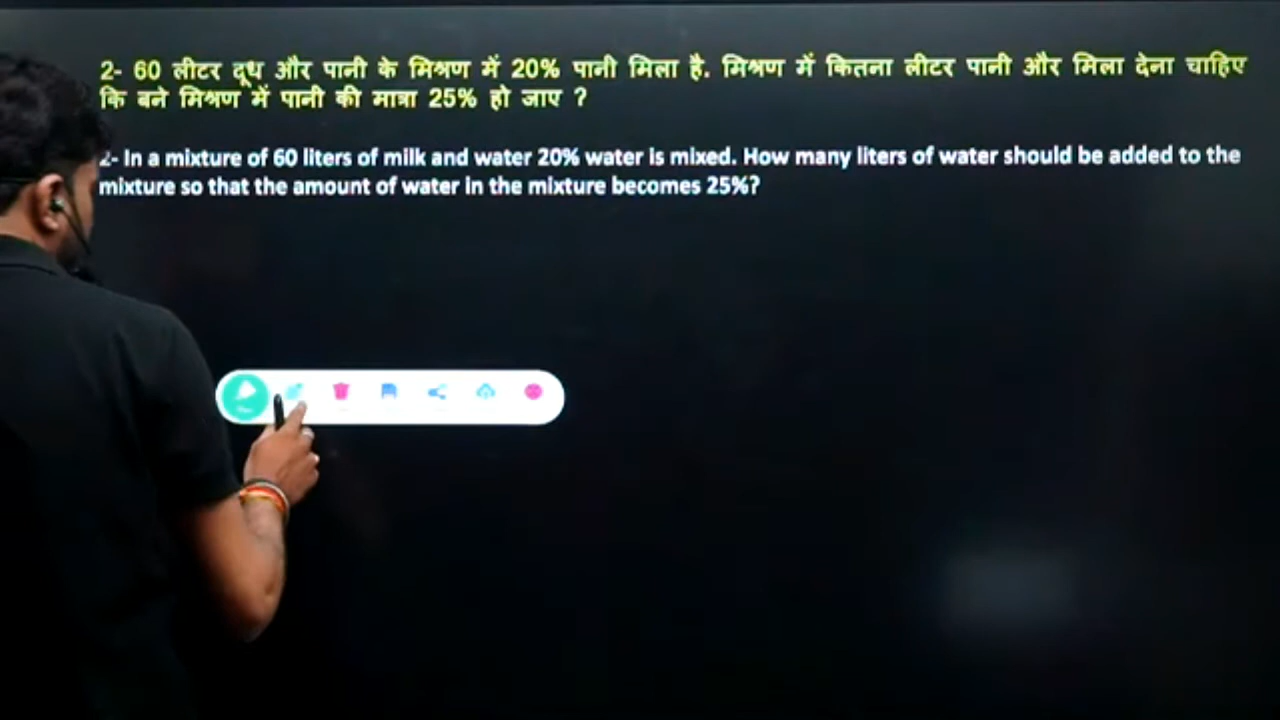 2- 60 लीटर दूध और पानी के मिश्रण में 20% पानी मिला है. मिश्रण में कितना लीटर पानी और मिला देना चाहिए
कि बने मिश्रण में पानी की मात्रा 25% हो जाए ?
2- In a mixture of 60 liters of milk and water 20% water is mixed. How many liters of water should be added to the
mixture so that the amount of water in the mixture becomes 25%?